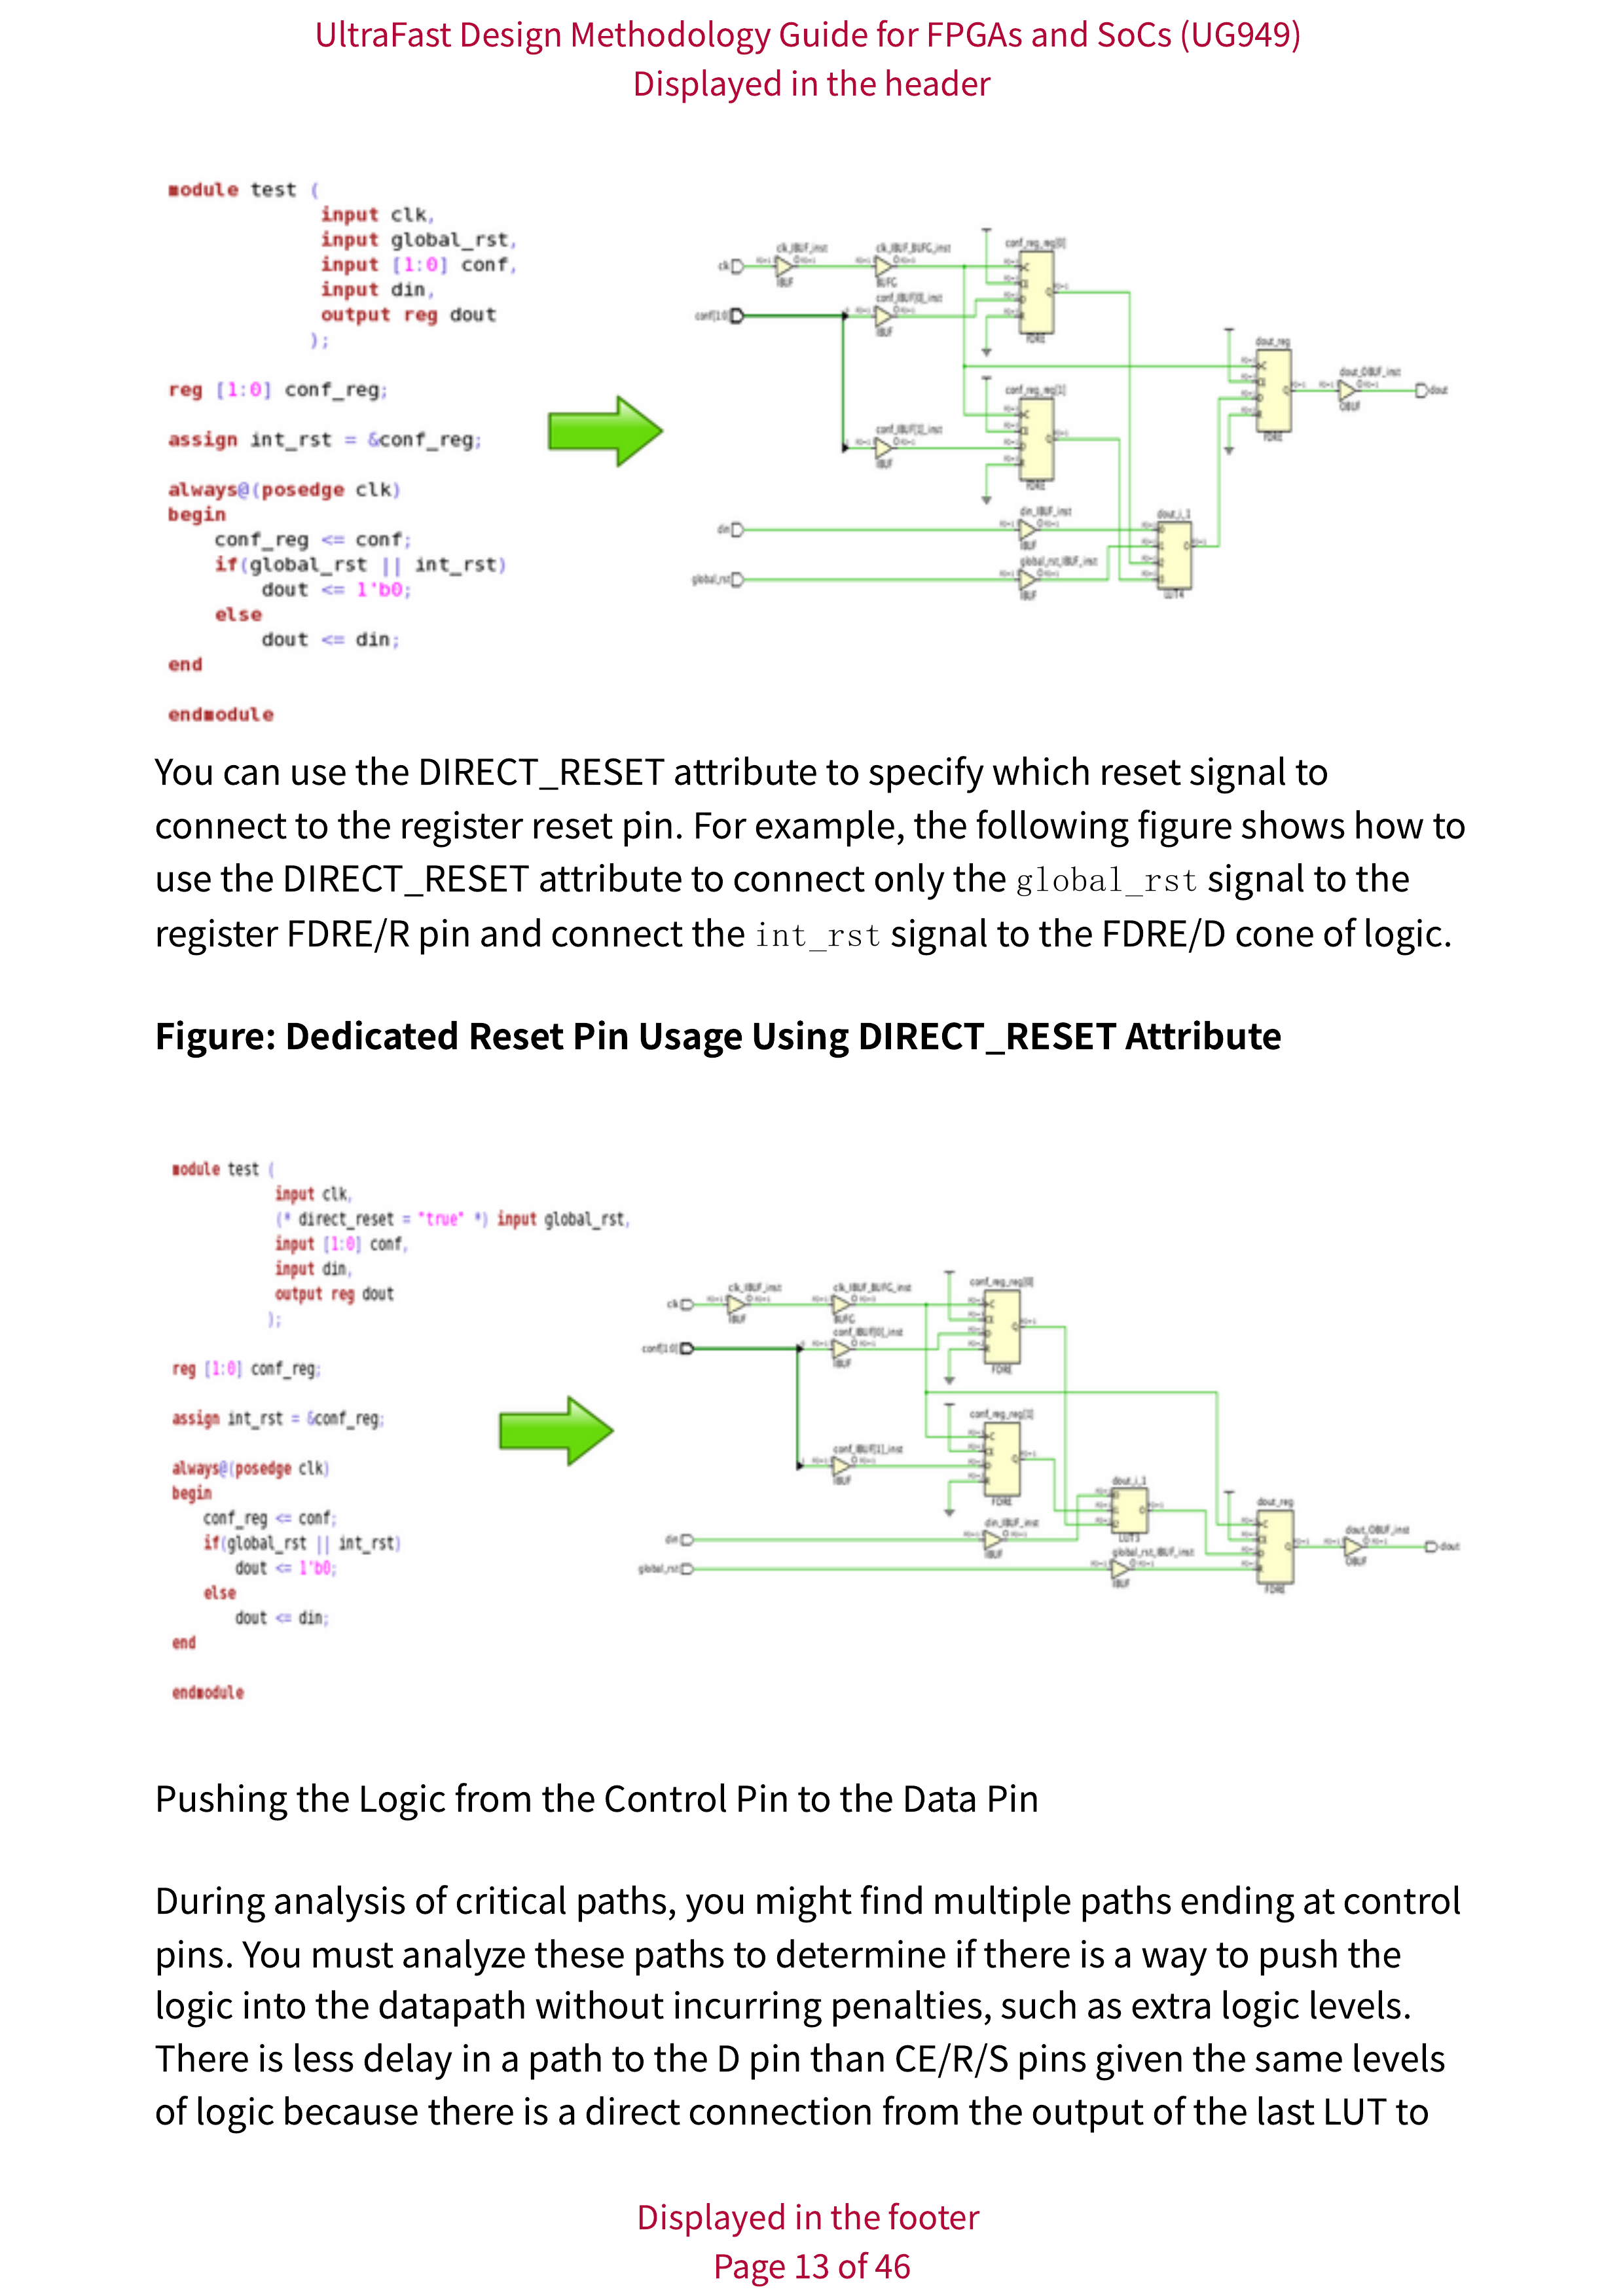 UltraFast Design Methodology Guide for FPGAs and SoCs (UG949)
Displayed in the header
module test (
input clk,
input global_rst,
input [1:0] conf,
input din,
output reg dout
);
reg [1:0] conf_reg;
assign int_rst = &conf_reg;
always@(posedge clk)
begin
conf_reg <= conf;
if(global_rst || int_rst)
dout <= 1'b0;
else
dout <= din;
end
endmodule
clk
clk_IBUF_inst
IBUF
clk_IBUF_BUFG_inst
BUFG
conf[1:0]
conf_IBUF[0]_inst
IBUF
conf_reg_reg[0]
FDRE
conf_IBUF[1]_inst
IBUF
conf_reg_reg[1]
FDRE
din
din_IBUF_inst
IBUF
global_rst
global_rst_IBUF_inst
IBUF
dout_i_1
LUT4
dout_reg
FDRE
dout_OBUF_inst
OBUF
dout
You can use the DIRECT_RESET attribute to specify which reset signal to
connect to the register reset pin. For example, the following figure shows how to
use the DIRECT_RESET attribute to connect only the global_rst signal to the
register FDRE/R pin and connect the int_rst signal to the FDRE/D cone of logic.
Figure: Dedicated Reset Pin Usage Using DIRECT_RESET Attribute
module test (
input clk,
(* direct_reset = "true" *) input global_rst,
input [1:0] conf,
input din,
output reg dout
);
reg [1:0] conf_reg;
assign int_rst = &conf_reg;
always@(posedge clk)
begin
conf_reg <= conf;
if(global_rst || int_rst)
dout <= 1'b0;
else
dout <= din;
end
endmodule
clk
clk_IBUF_inst
IBUF
clk_IBUF_BUFG_inst
BUFG
conf[1:0]
conf_IBUF[0]_inst
IBUF
conf_reg_reg[0]
FDRE
conf_IBUF[1]_inst
IBUF
conf_reg_reg[1]
FDRE
din
din_IBUF_inst
IBUF
global_rst
global_rst_IBUF_inst
IBUF
dout_i_1
LUT3
dout_reg
FDRE
dout_OBUF_inst
OBUF
dout
Pushing the Logic from the Control Pin to the Data Pin
During analysis of critical paths, you might find multiple paths ending at control
pins. You must analyze these paths to determine if there is a way to push the
logic into the datapath without incurring penalties, such as extra logic levels.
There is less delay in a path to the D pin than CE/R/S pins given the same levels
of logic because there is a direct connection from the output of the last LUT to
Displayed in the footer
Page 13 of 46